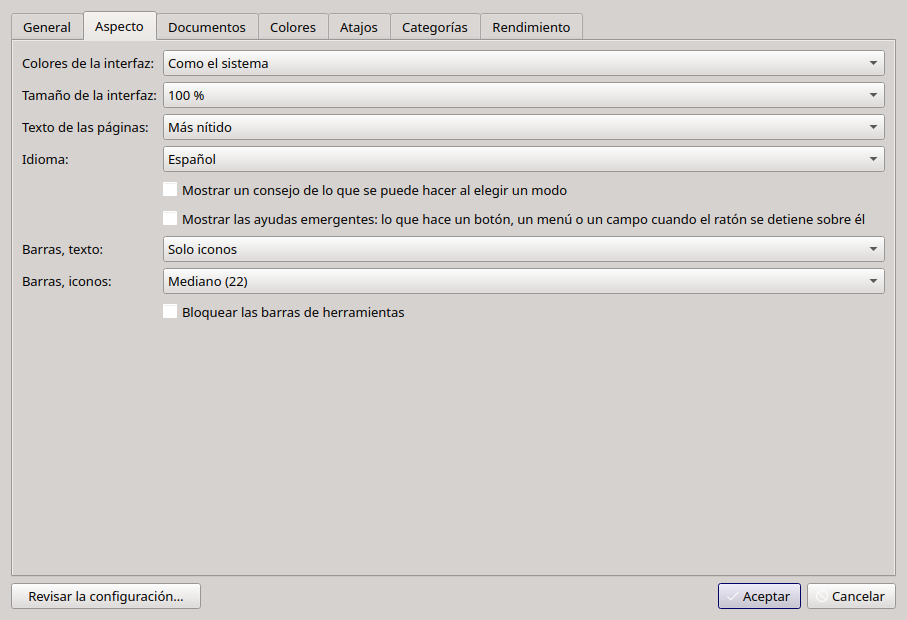 General Aspecto Documentos Colores Atajos Categorías Rendimiento
Colores de la interfaz: Como el sistema
Tamaño de la interfaz: 100 %
Texto de las páginas: Más nítido
Idioma: Español
Mostrar un consejo de lo que se puede hacer al elegir un modo
Mostrar las ayudas emergentes: lo que hace un botón, un menú o un campo cuando el ratón se detiene sobre él
Barras, texto: Solo iconos
Barras, iconos: Mediano (22)
Bloquear las barras de herramientas
Revisar la configuración... Aceptar Cancelar